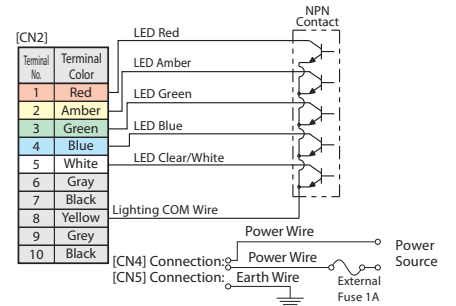 NPN
Contact
[CN2]
LED Red
Terminal No. Terminal Color
LED Amber
1 Red
2 Amber
LED Green
3 Green
LED Blue
4 Blue
5 White
LED Clear/White
6 Gray
7 Black
8 Yellow
Lighting COM Wire
9 Grey
10 Black
Power Wire
Power Source
[CN4] Connection: Power Wire
[CN5] Connection: Earth Wire
External
Fuse 1A